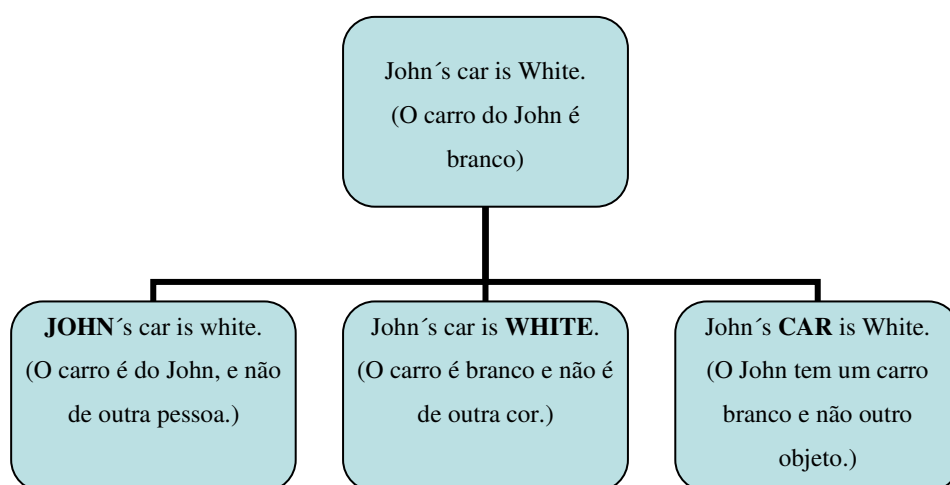 John´s car is White.
(O carro do John é
branco)
JOHN´s car is white.
(O carro é do John, e não
de outra pessoa.)
John´s car is WHITE.
(O carro é branco e não é
de outra cor.)
John´s CAR is White.
(O John tem um carro
branco e não outro
objeto.)